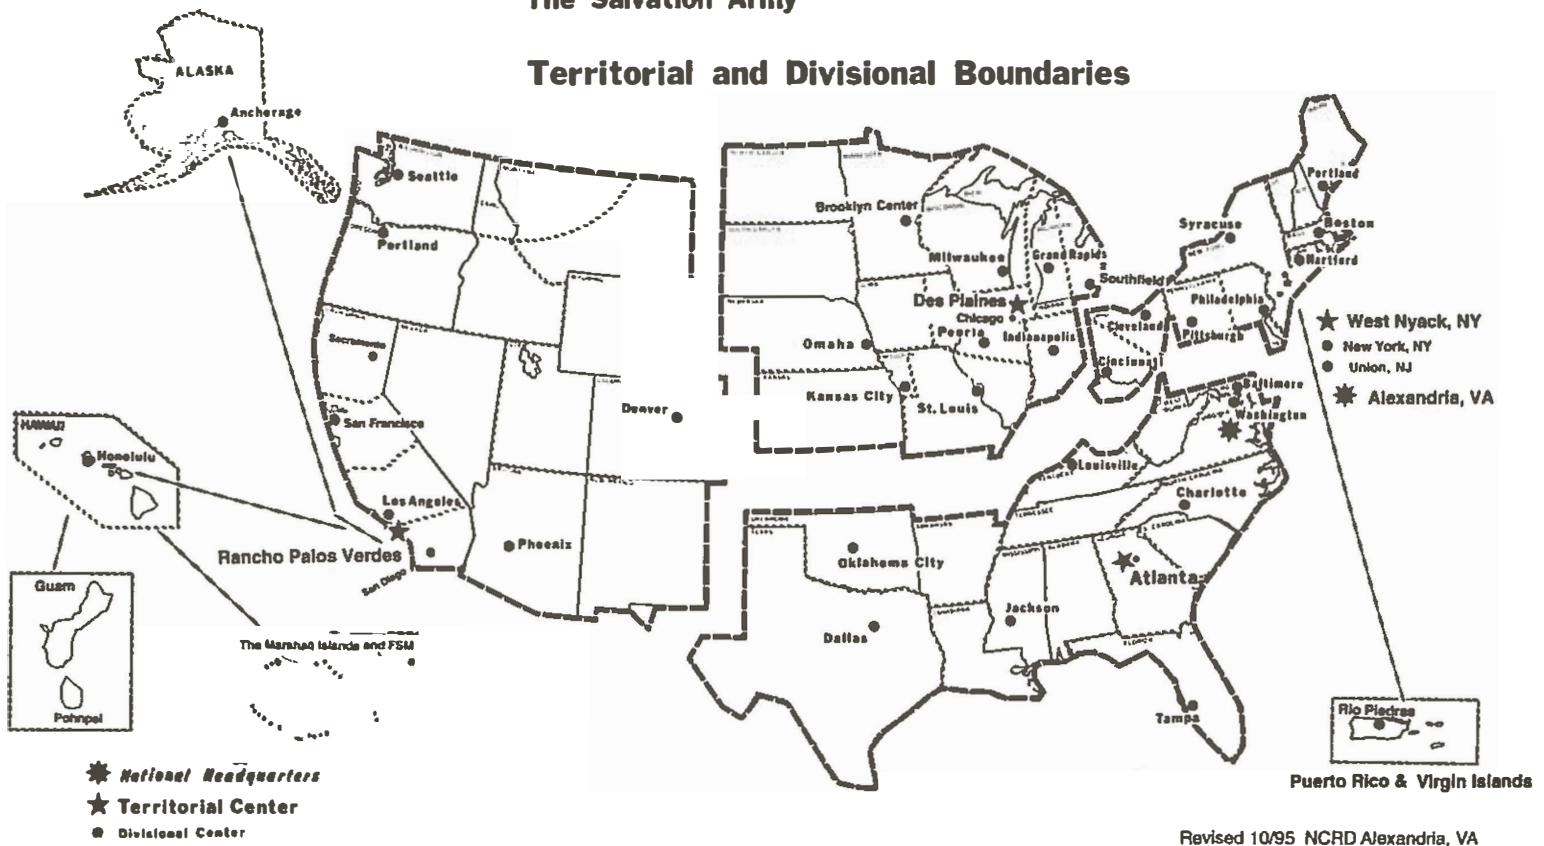 The Salvation Army
Territorial and Divisional Boundaries
ALASKA
Anchorage
Seattle
Portland
Sacramento
San Francisco
Los Angeles
Rancho Palos Verdes
San Diego
Phoenix
Denver
HAWAII
Honolulu
Guam
Pohnpei
The Marshall Islands and FSM
Brooklyn Center
Milwaukee
Grand Rapids
Southfield
Des Plaines
Chicago
Peoria
Indianapolis
Omaha
Kansas City
St. Louis
Cleveland
Cincinnati
Portland
Syracuse
Boston
Hartford
Philadelphia
Pittsburgh
West Nyack, NY
New York, NY
Union, NJ
Alexandria, VA
Baltimore
Washington
Louisville
Charlotte
TENNESSEE
Atlanta
Jackson
Oklahoma City
TEXAS
Dallas
FLORIDA
Tampa
Rio Piedras
Puerto Rico & Virgin Islands
National Headquarters
Territorial Center
Divisional Center
Revised 10/95 NCRD Alexandria, VA